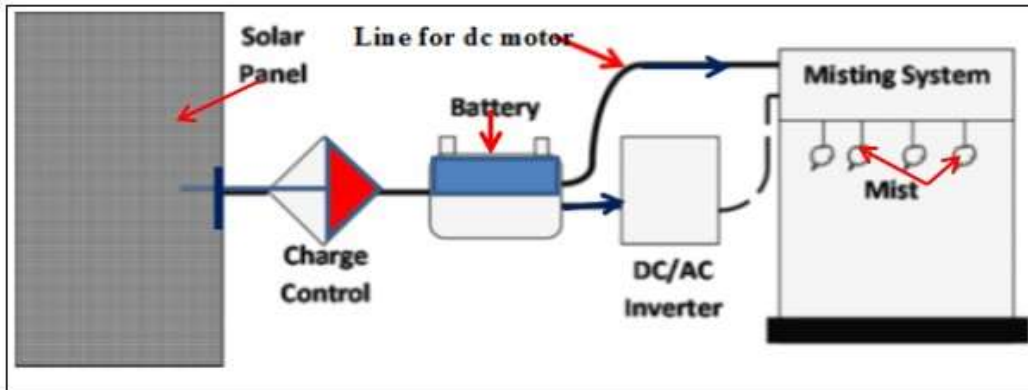 Solar
Panel
Line for dc motor
Battery
Misting System
Mist
Charge
Control
DC/AC
Inverter